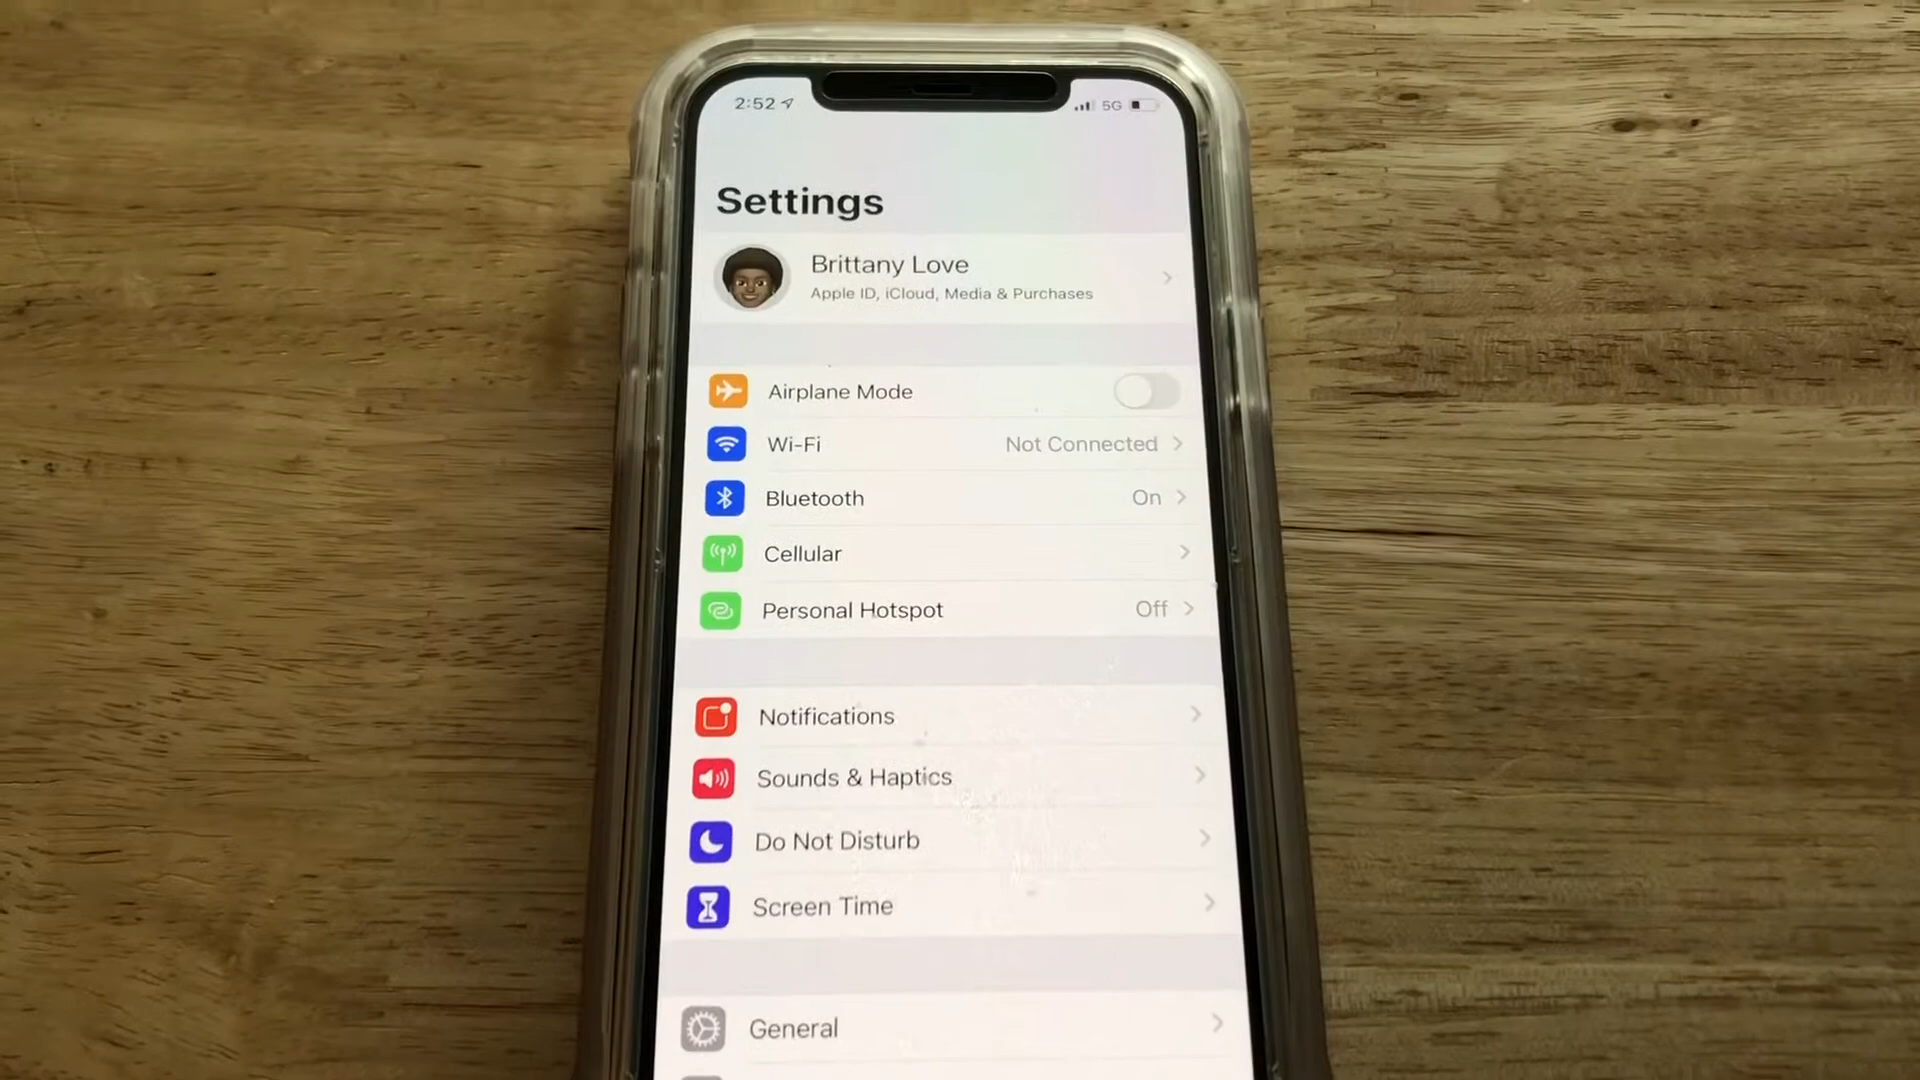 2:52 5G
Settings
Brittany Love
Apple ID, iCloud, Media & Purchases
Airplane Mode
Wi-Fi Not Connected
Bluetooth On
Cellular
Personal Hotspot Off
Notifications
Sounds & Haptics
Do Not Disturb
Screen Time
General